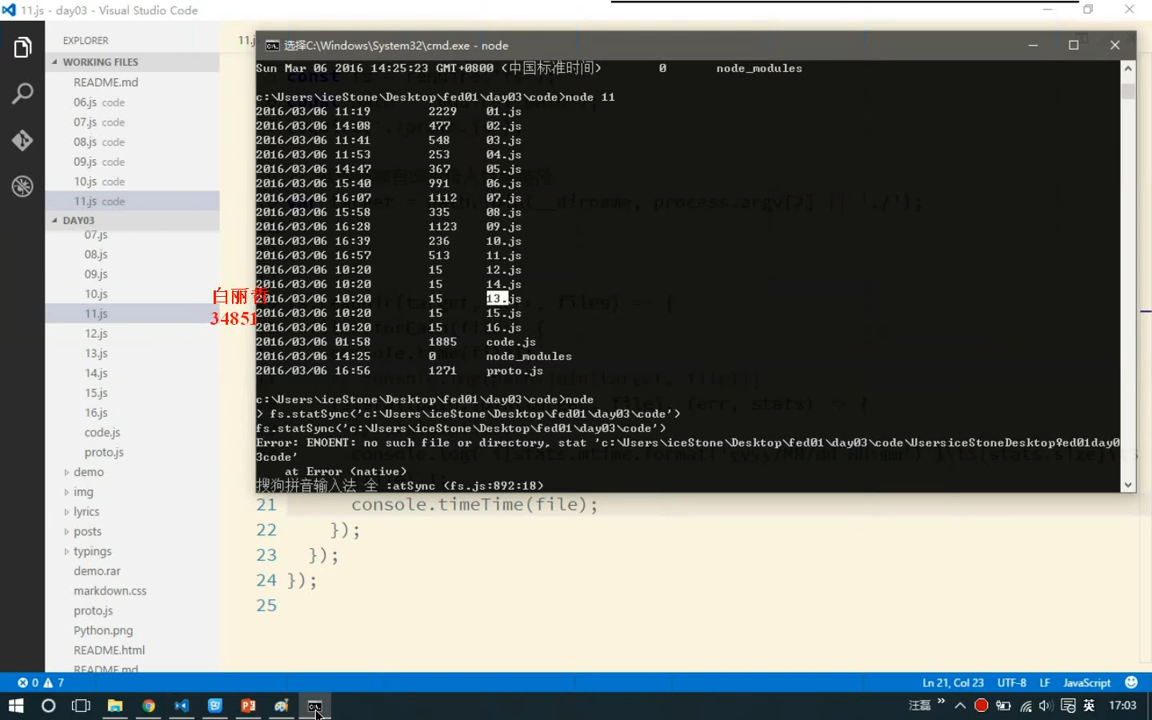 11.js - day03 - Visual Studio Code
EXPLORER
WORKING FILES
README.md
06.js code
07.js code
08.js code
09.js code
10.js code
11.js code
DAY03
07.js
08.js
09.js
10.js
11.js
12.js
13.js
14.js
15.js
16.js
code.js
proto.js
demo
img
lyrics
posts
typings
demo.rar
markdown.css
proto.js
Python.png
README.html
README.md
白丽香
34851
选择C:\Windows\System32\cmd.exe - node
Sun Mar 06 2016 14:25:23 GMT+0800 (中国标准时间) 0 node_modules
c:\Users\iceStone\Desktop\fed01\day03\code>node 11
2016/03/06 11:19 2229 01.js
2016/03/06 14:08 477 02.js
2016/03/06 11:41 548 03.js
2016/03/06 11:53 253 04.js
2016/03/06 14:47 367 05.js
2016/03/06 15:40 991 06.js
2016/03/06 16:07 1112 07.js
2016/03/06 15:58 335 08.js
2016/03/06 16:28 1123 09.js
2016/03/06 16:39 236 10.js
2016/03/06 16:57 513 11.js
2016/03/06 10:20 15 12.js
2016/03/06 10:20 15 14.js
2016/03/06 10:20 15 13.js
2016/03/06 10:20 15 15.js
2016/03/06 10:20 15 16.js
2016/03/06 01:58 1885 code.js
2016/03/06 14:25 0 node_modules
2016/03/06 16:56 1271 proto.js
c:\Users\iceStone\Desktop\fed01\day03\code>node
> fs.statSync('c:\Users\iceStone\Desktop\fed01\day03\code')
fs.statSync('c:\Users\iceStone\Desktop\fed01\day03\code')
Error: ENOENT: no such file or directory, stat 'c:\Users\iceStone\Desktop\fed01\day03\code\UsersiceStoneDesktop♀ed01day0
3code'
at Error (native)
搜狗拼音输入法 全 :atSync (fs.js:892:18)
21 console.timeTime(file);
22 });
23 });
24 });
25
0 7
Ln 21, Col 23 UTF-8 LF JavaScript
汪磊 英 17:03